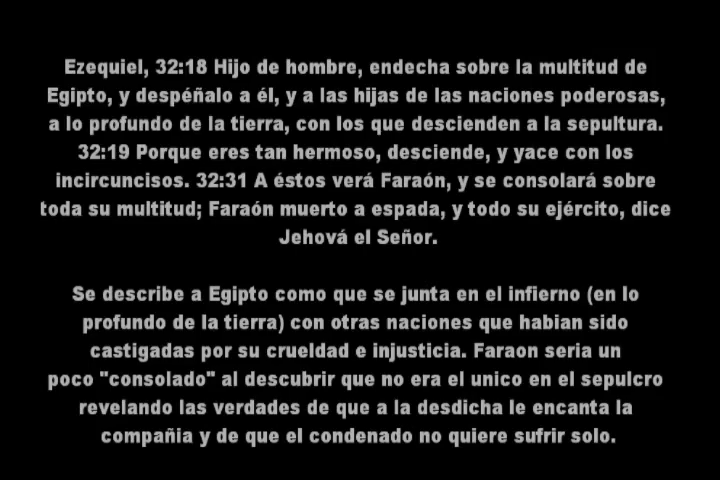 Ezequiel, 32:18 Hijo de hombre, endecha sobre la multitud de
Egipto, y despéñalo a él, y a las hijas de las naciones poderosas,
a lo profundo de la tierra, con los que descienden a la sepultura.
32:19 Porque eres tan hermoso, desciende, y yace con los
incircuncisos. 32:31 A éstos verá Faraón, y se consolará sobre
toda su multitud; Faraón muerto a espada, y todo su ejército, dice
Jehová el Señor.
Se describe a Egipto como que se junta en el infierno (en lo
profundo de la tierra) con otras naciones que habian sido
castigadas por su crueldad e injusticia. Faraon seria un
poco "consolado" al descubrir que no era el unico en el sepulcro
revelando las verdades de que a la desdicha le encanta la
compañia y de que el condenado no quiere sufrir solo.